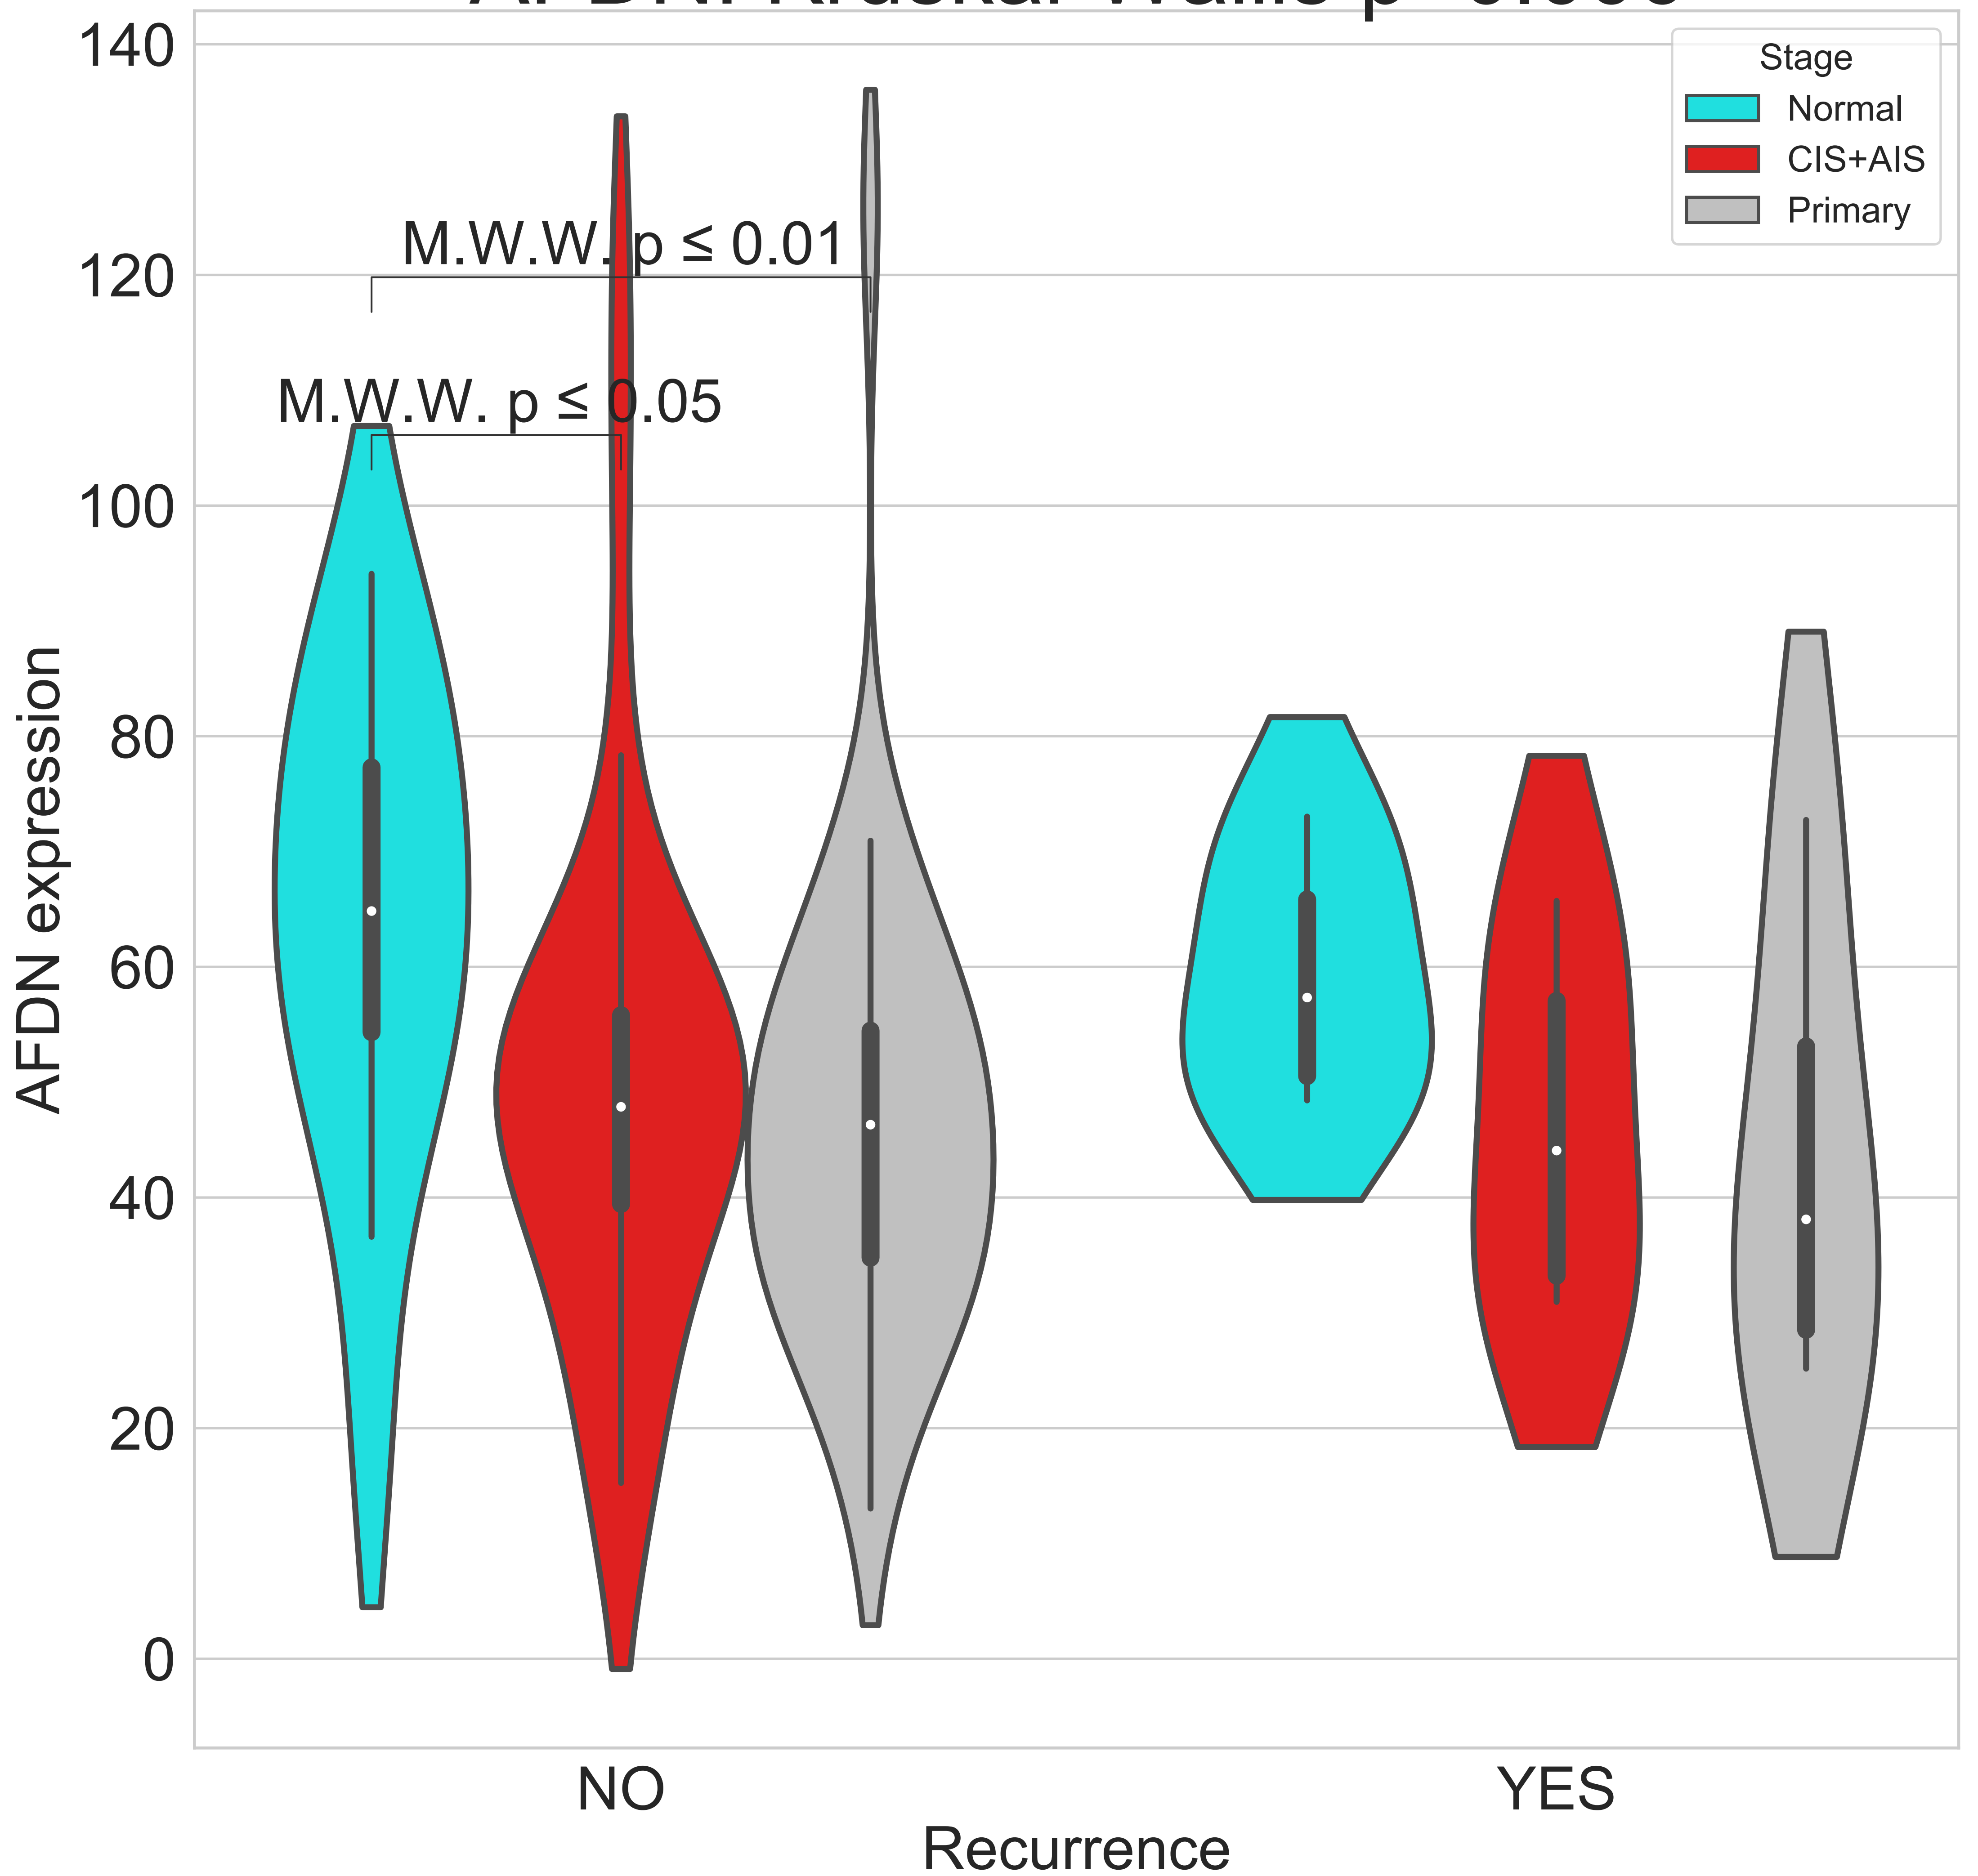 140
120
100
80
60
40
20
0
AFDN expression
Stage
Normal
CIS+AIS
Primary
M.W.W. p ≤ 0.01
M.W.W. p ≤ 0.05
NO
YES
Recurrence